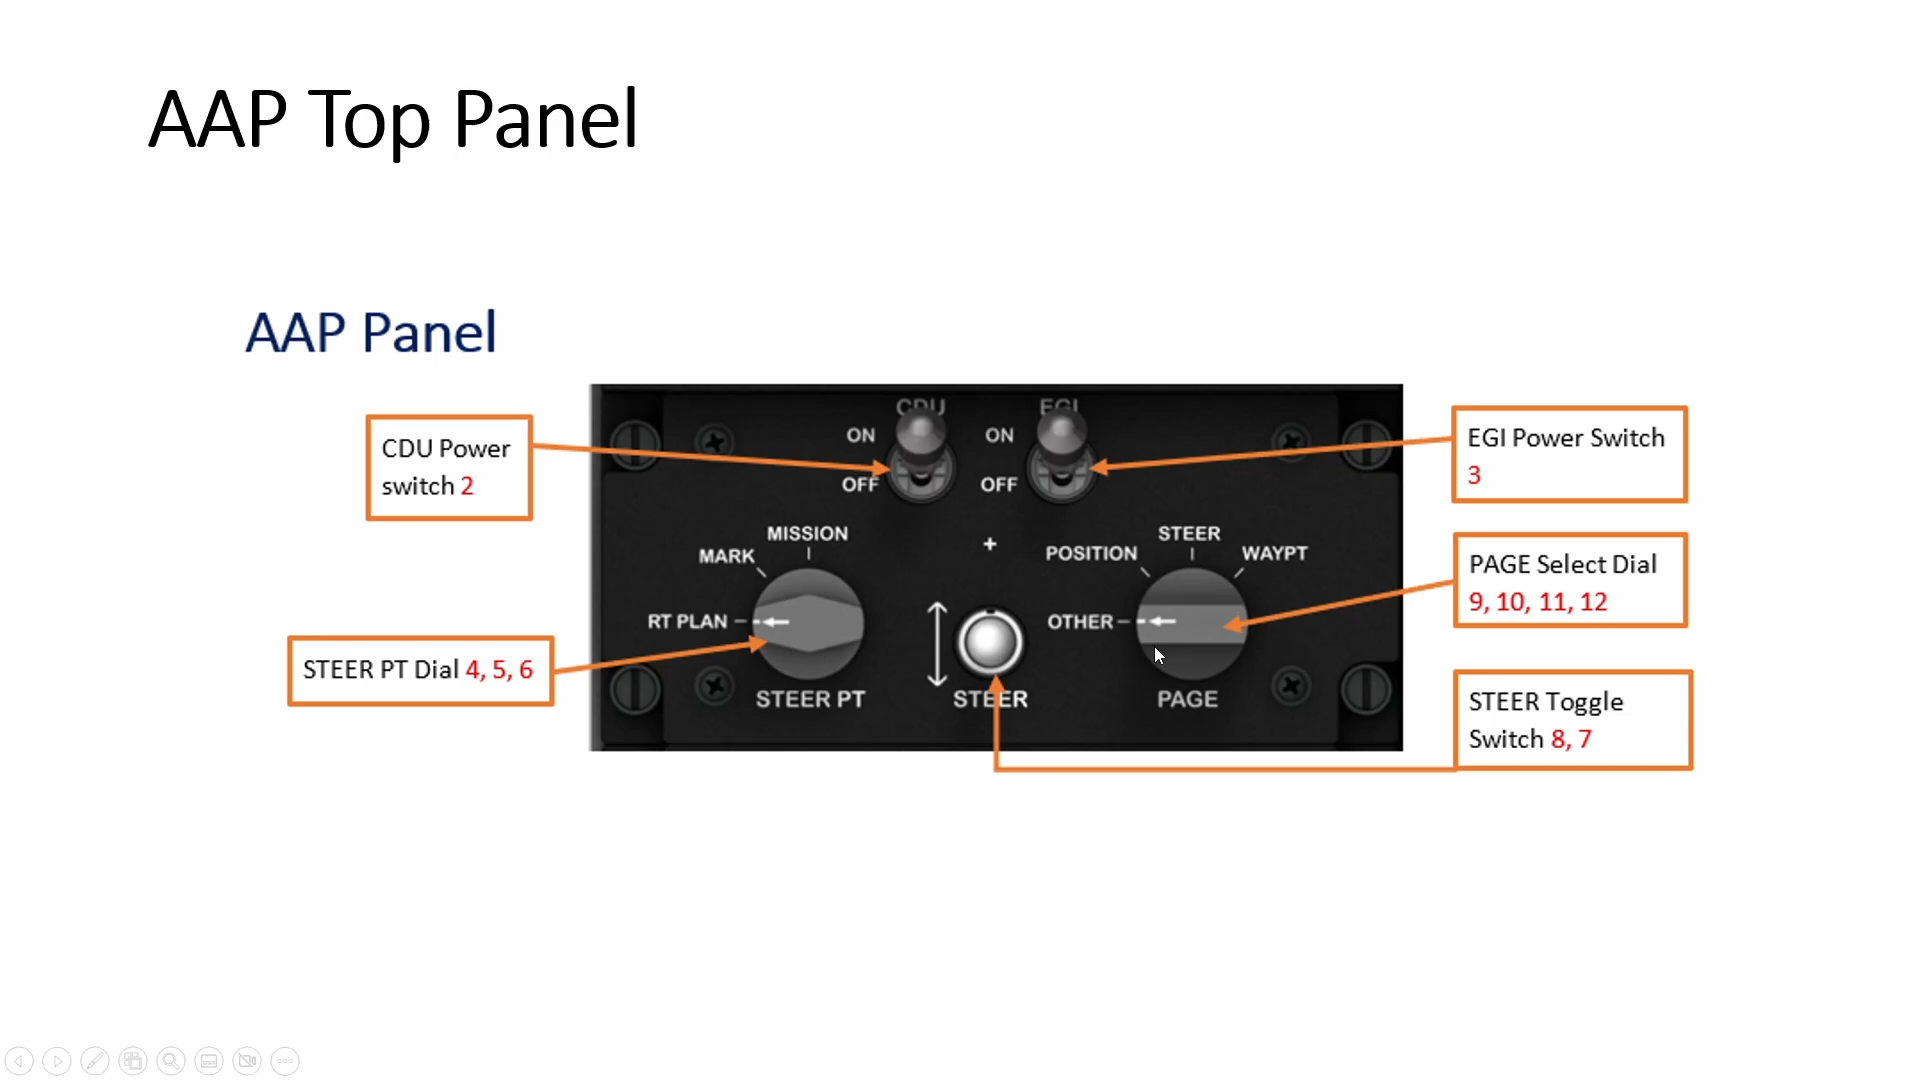 AAP Top Panel
AAP Panel
CDU Power
switch 2
EGI Power Switch
3
PAGE Select Dial
9, 10, 11, 12
STEER PT Dial 4, 5, 6
STEER Toggle
Switch 8, 7
CDU
EGI
ON
ON
OFF
OFF
MISSION
MARK
RT PLAN
STEER PT
+
STEER
STEER
POSITION
WAYPT
OTHER
PAGE